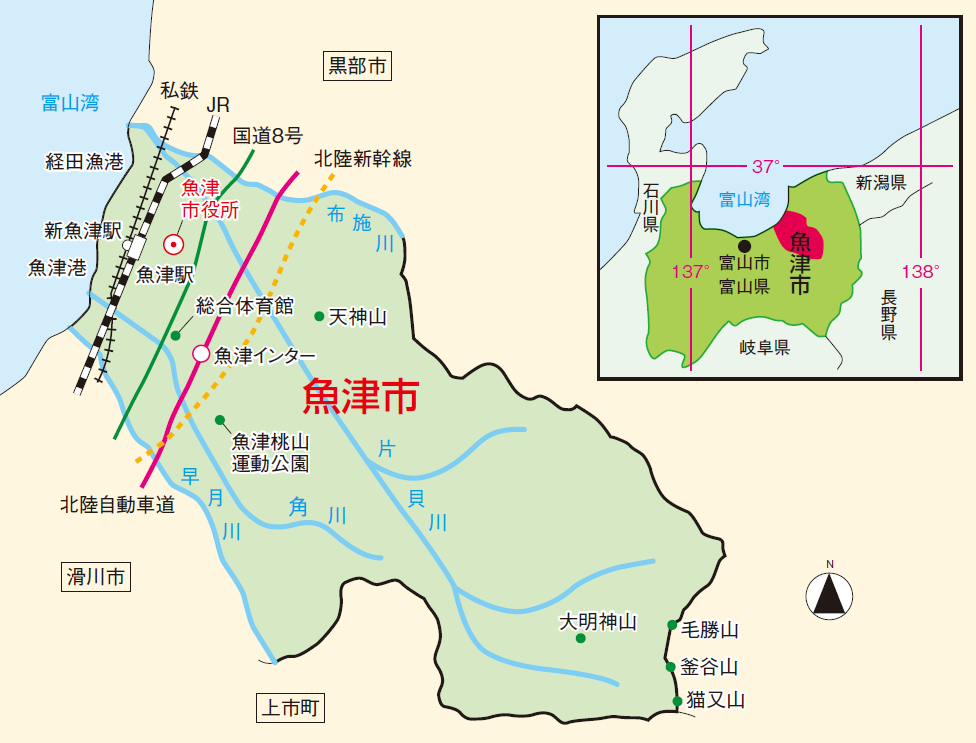 黒部市
富山湾
私鉄
JR
国道8号
北陸新幹線
経田漁港
魚津
市役所
布施川
新魚津駅
魚津港
魚津駅
総合体育館
天神山
魚津インター
魚津市
魚津桃山
運動公園
片貝川
早月川
角川
北陸自動車道
滑川市
大明神山
毛勝山
釜谷山
猫又山
上市町
N
37°
石川県
富山湾
新潟県
魚津市
137°
富山市
富山県
138°
長野県
岐阜県